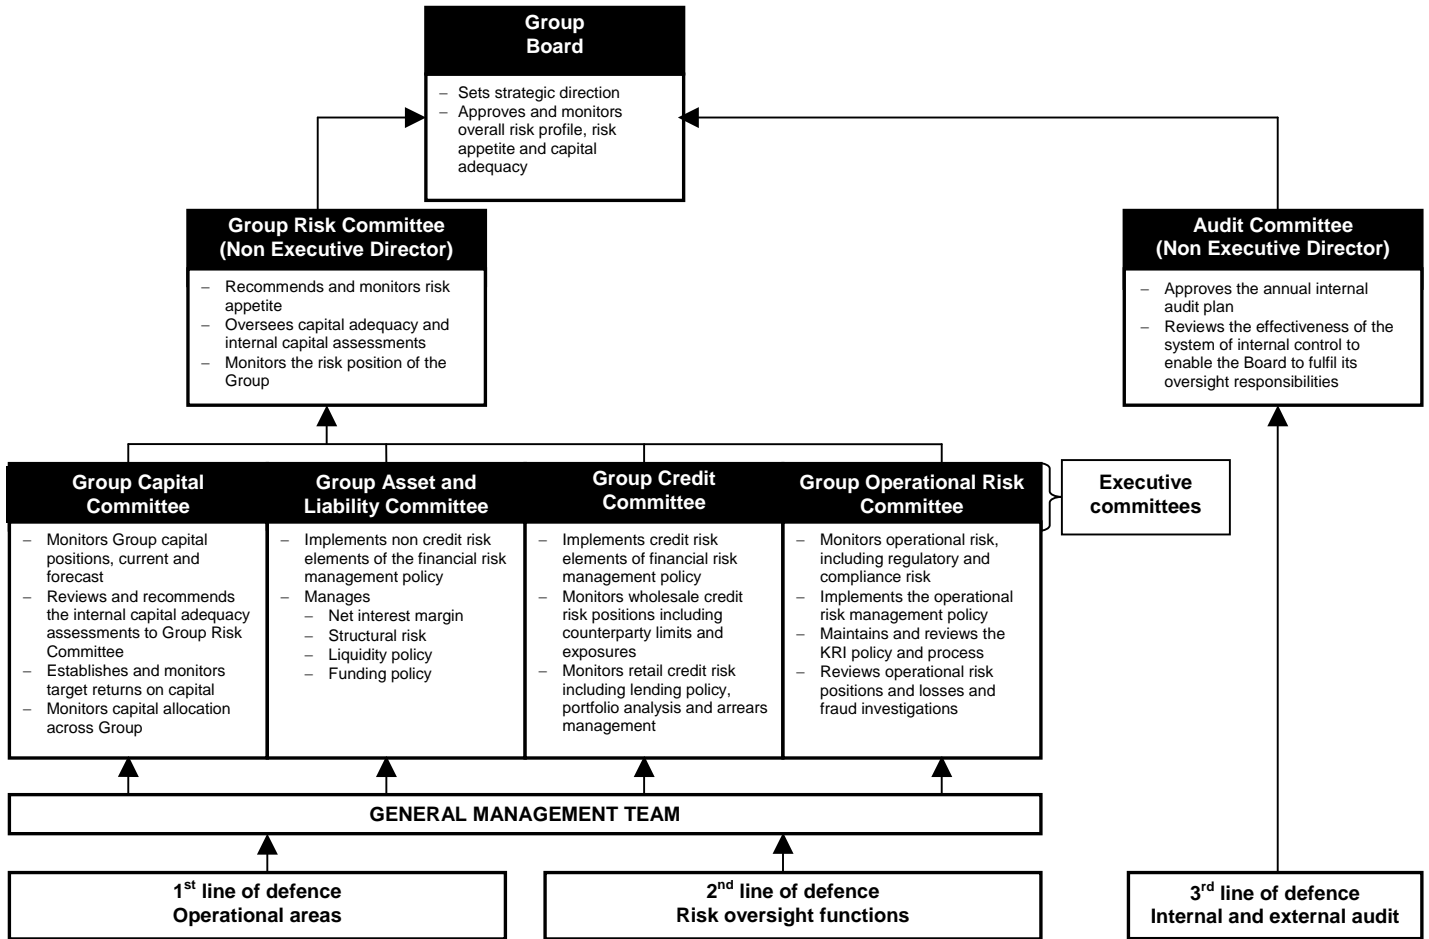 Group
Board
– Sets strategic direction
– Approves and monitors
overall risk profile, risk
appetite and capital
adequacy
Group Risk Committee
(Non Executive Director)
– Recommends and monitors risk
appetite
– Oversees capital adequacy and
internal capital assessments
– Monitors the risk position of the
Group
Audit Committee
(Non Executive Director)
– Approves the annual internal
audit plan
– Reviews the effectiveness of the
system of internal control to
enable the Board to fulfil its
oversight responsibilities
Group Capital
Committee
– Monitors Group capital
positions, current and
forecast
– Reviews and recommends
the internal capital adequacy
assessments to Group Risk
Committee
– Establishes and monitors
target returns on capital
– Monitors capital allocation
across Group
Group Asset and
Liability Committee
– Implements non credit risk
elements of the financial risk
management policy
– Manages
– Net interest margin
– Structural risk
– Liquidity policy
– Funding policy
Group Credit
Committee
– Implements credit risk
elements of financial risk
management policy
– Monitors wholesale credit
risk positions including
counterparty limits and
exposures
– Monitors retail credit risk
including lending policy,
portfolio analysis and arrears
management
Group Operational Risk
Committee
– Monitors operational risk,
including regulatory and
compliance risk
– Implements the operational
risk management policy
– Maintains and reviews the
KRI policy and process
– Reviews operational risk
positions and losses and
fraud investigations
Executive
committees
GENERAL MANAGEMENT TEAM
1st line of defence
Operational areas
2nd line of defence
Risk oversight functions
3rd line of defence
Internal and external audit